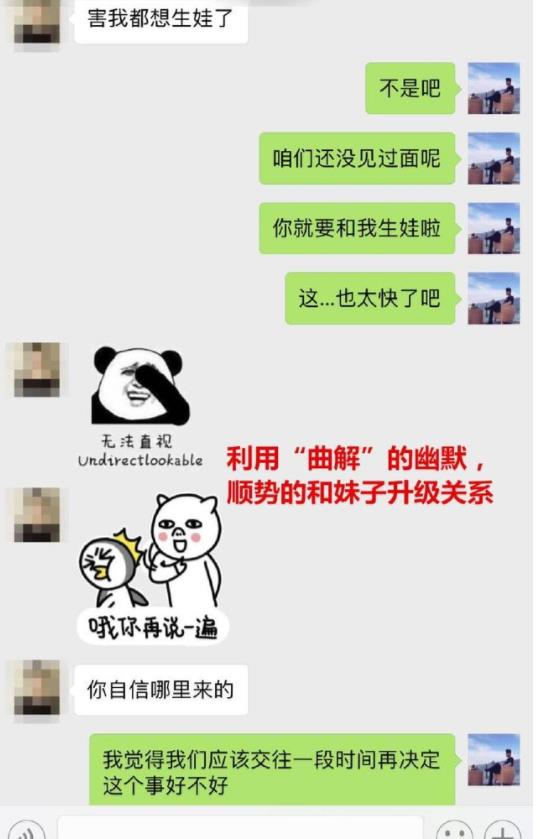 害我都想生娃了
不是吧
咱们还没见过面呢
你就要和我生娃啦
这...也太快了吧
无法直视
Undirectlookable
利用“曲解”的幽默，
顺势的和妹子升级关系
哦你再说一遍
你自信哪里来的
我觉得我们应该交往一段时间再决定
这个事好不好